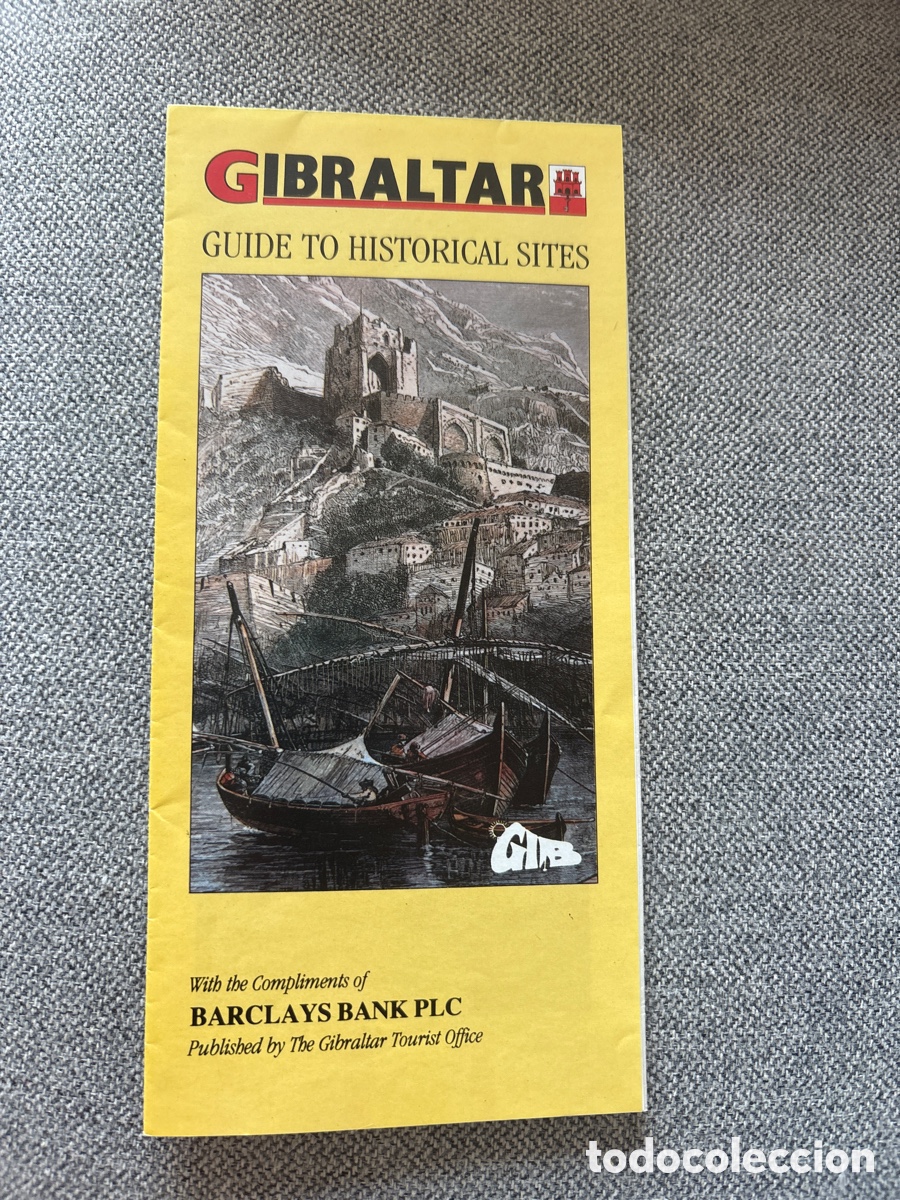 GIBRALTAR
GUIDE TO HISTORICAL SITES
GIB
With the Compliments of
BARCLAYS BANK PLC
Published by The Gibraltar Tourist Office
todocoleccion